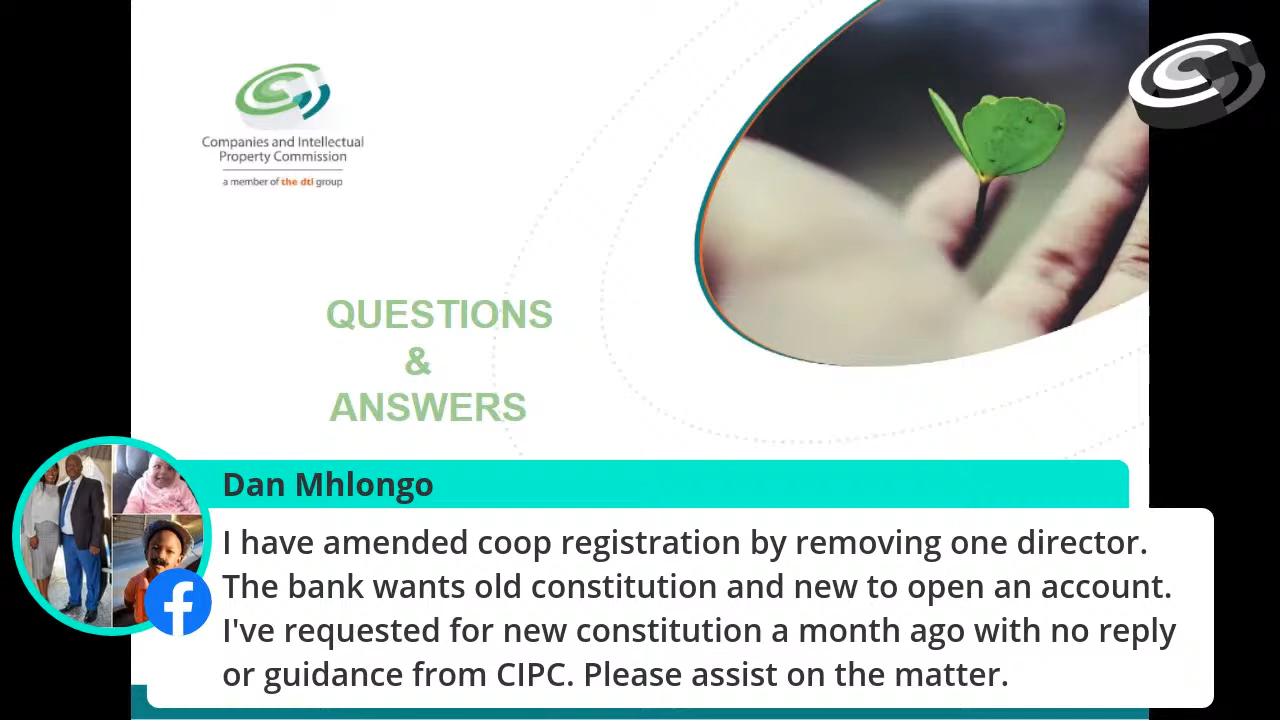 Companies and Intellectual
Property Commission
a member of the dti group
QUESTIONS
&
ANSWERS
Dan Mhlongo
I have amended coop registration by removing one director.
The bank wants old constitution and new to open an account.
I've requested for new constitution a month ago with no reply
or guidance from CIPC. Please assist on the matter.